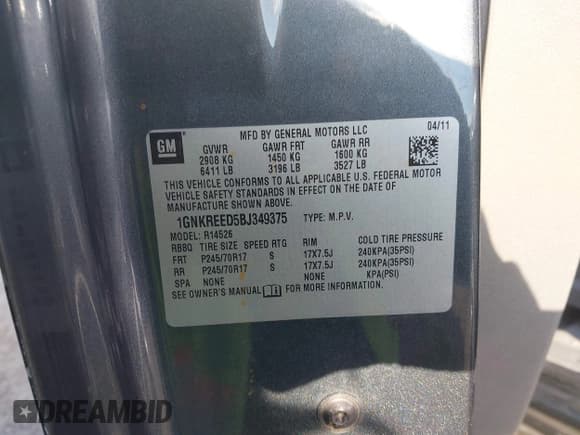 GM
MFD BY GENERAL MOTORS LLC
04/11
GVWR GAWR FRT GAWR RR
2908 KG 1450 KG 1600 KG
6411 LB 3196 LB 3527 LB
THIS VEHICLE CONFORMS TO ALL APPLICABLE U.S. FEDERAL MOTOR
VEHICLE SAFETY STANDARDS IN EFFECT ON THE DATE OF
MANUFACTURE SHOWN ABOVE.
1GNKREED5BJ349375 TYPE: M.P.V.
MODEL: R14526
RBBQ TIRE SIZE SPEED RTG RIM COLD TIRE PRESSURE
FRT P245/70R17 S 17X7.5J 240KPA(35PSI)
RR P245/70R17 S 17X7.5J 240KPA(35PSI)
SPA NONE NONE KPA(PSI)
SEE OWNER'S MANUAL FOR MORE INFORMATION.
DREAMBID